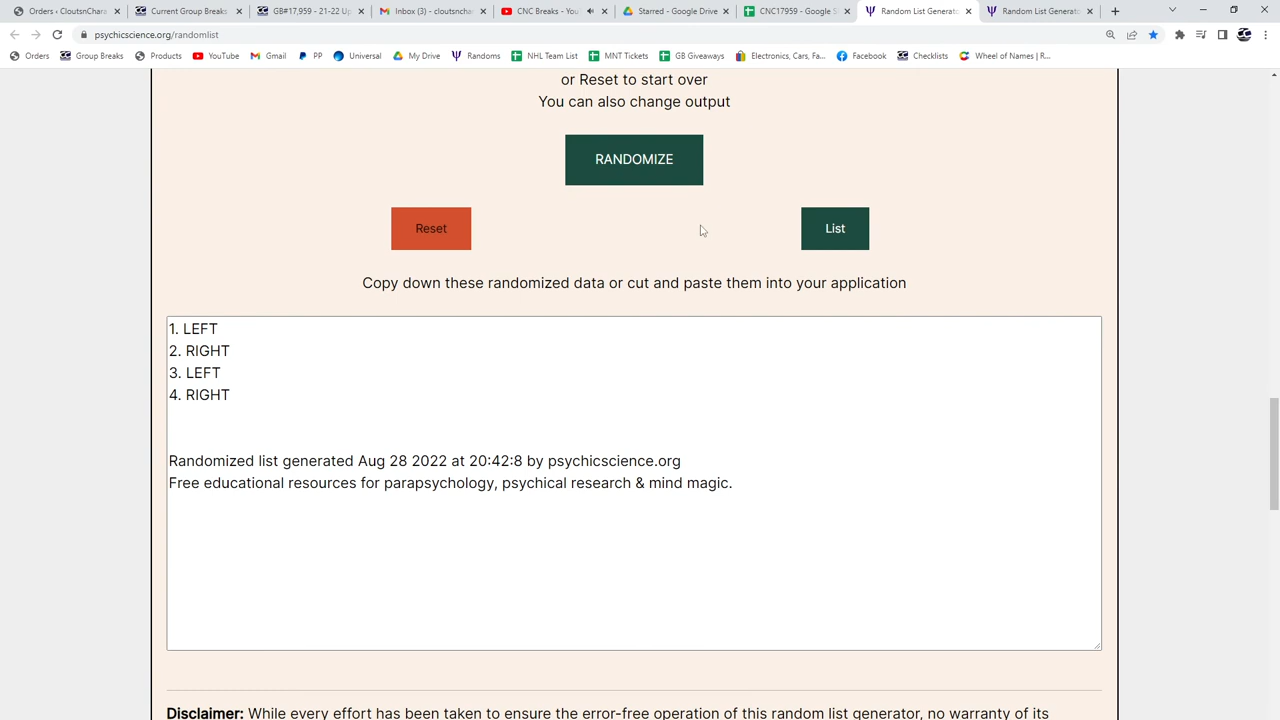 Orders ‹ CloutsnChara
Current Group Breaks
GB#17,959 - 21-22 Up
Inbox (3) - cloutsnchar
CNC Breaks - You
Starred - Google Drive
CNC17959 - Google S
Random List Generato
Random List Generato
psychicscience.org/randomlist
Orders
Group Breaks
Products
YouTube
Gmail
PP
Universal
My Drive
Randoms
NHL Team List
MNT Tickets
GB Giveaways
Electronics, Cars, Fa...
Facebook
Checklists
Wheel of Names | R...
or Reset to start over
You can also change output
RANDOMIZE
Reset
List
Copy down these randomized data or cut and paste them into your application
1. LEFT
2. RIGHT
3. LEFT
4. RIGHT
Randomized list generated Aug 28 2022 at 20:42:8 by psychicscience.org
Free educational resources for parapsychology, psychical research & mind magic.
Disclaimer: While every effort has been taken to ensure the error-free operation of this random list generator, no warranty of its